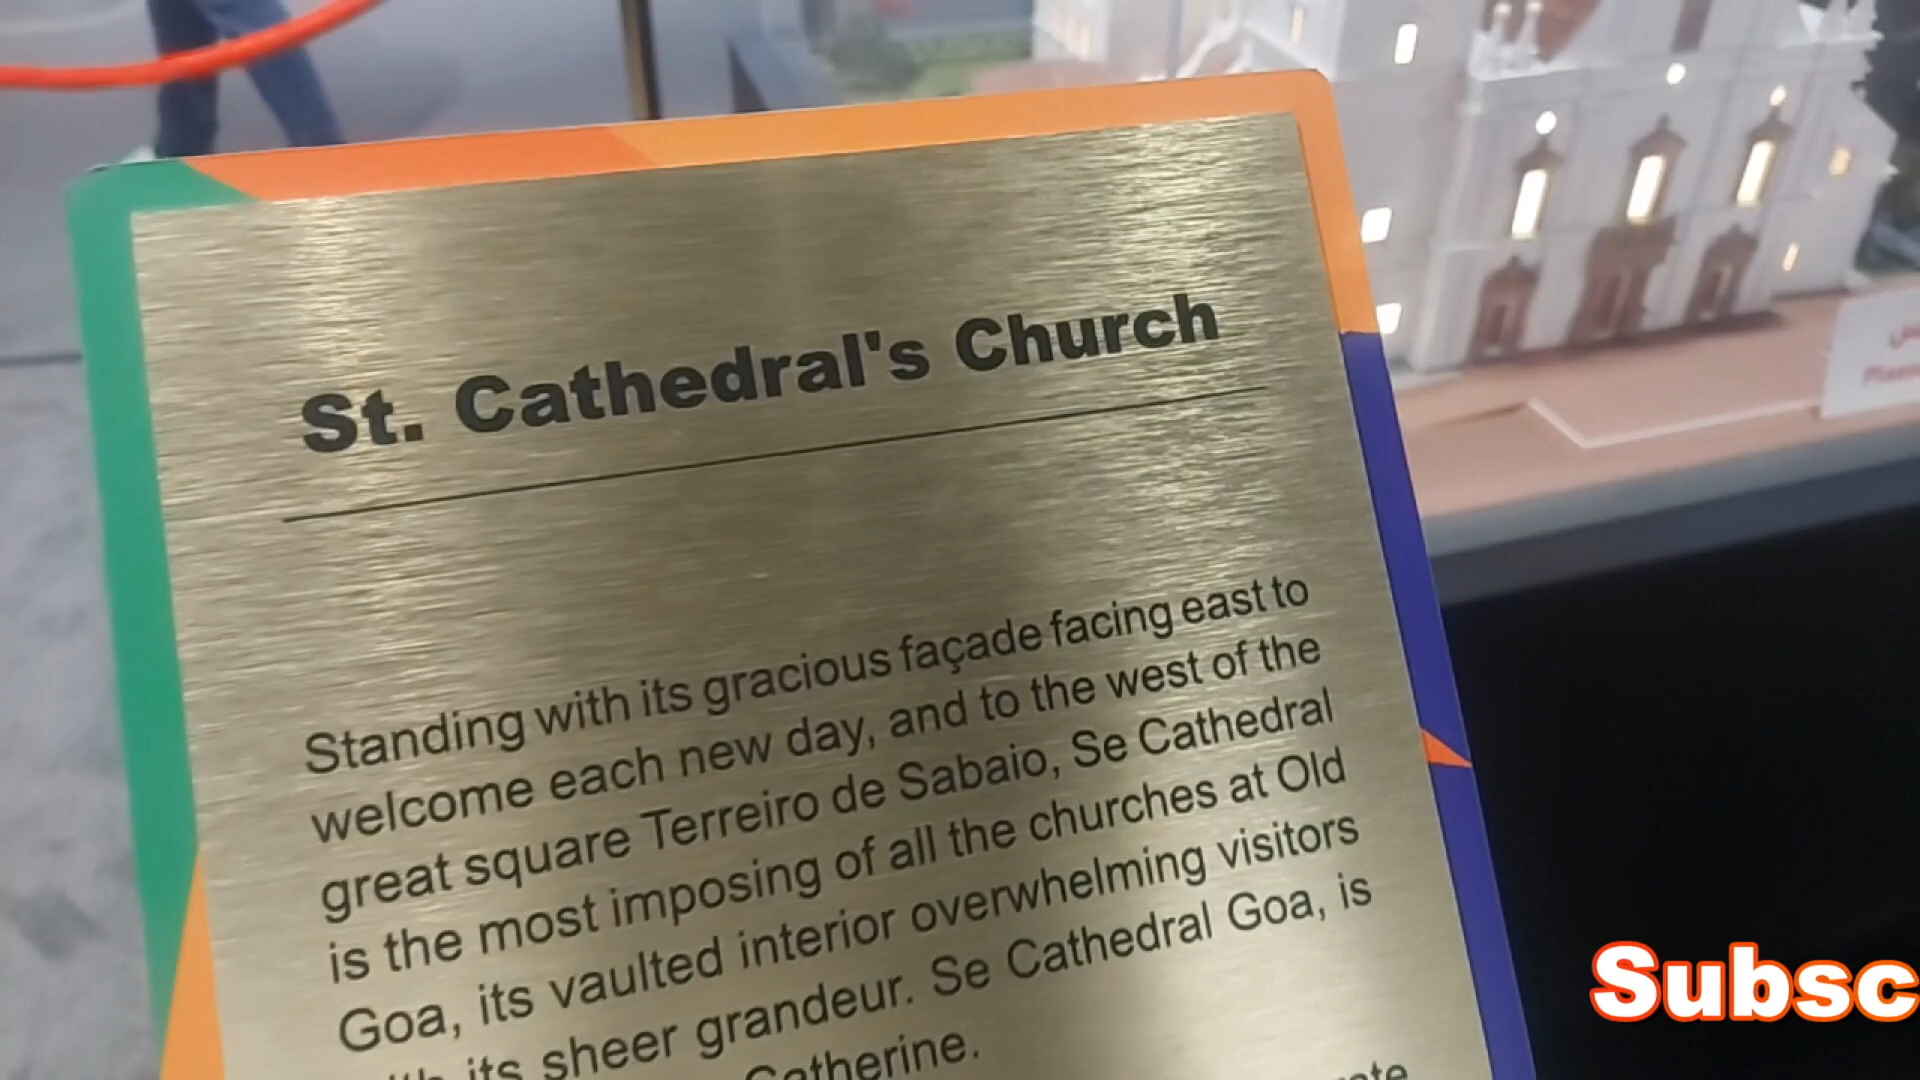 St. Cathedral's Church
Standing with its gracious façade facing east to
welcome each new day, and to the west of the
great square Terreiro de Sabaio, Se Cathedral
is the most imposing of all the churches at Old
Goa, its vaulted interior overwhelming visitors
its sheer grandeur. Se Cathedral Goa, is
Catherine.
Subsc